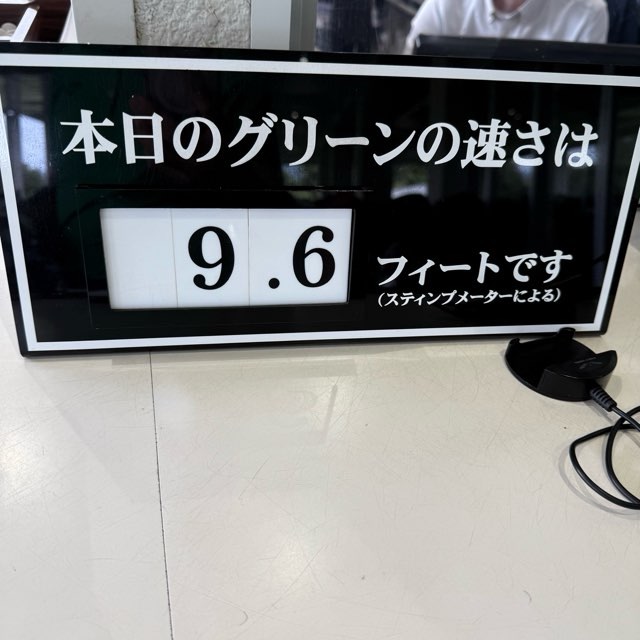 本日のグリーンの速さは
9.6
フィートです
(スティンプメーターによる)